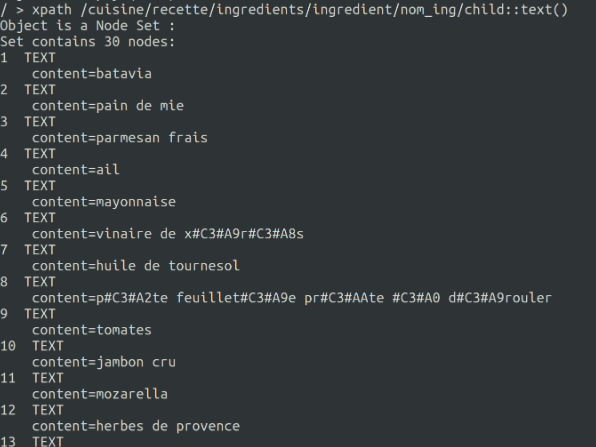 / > xpath /cuisine/recette/ingredients/ingredient/nom_ing/child::text()
Object is a Node Set :
Set contains 30 nodes:
1  TEXT
    content=batavia
2  TEXT
    content=pain de mie
3  TEXT
    content=parmesan frais
4  TEXT
    content=ail
5  TEXT
    content=mayonnaise
6  TEXT
    content=vinaire de x#C3#A9r#C3#A8s
7  TEXT
    content=huile de tournesol
8  TEXT
    content=p#C3#A2te feuillet#C3#A9e pr#C3#AAte #C3#A0 d#C3#A9rouler
9  TEXT
    content=tomates
10  TEXT
    content=jambon cru
11  TEXT
    content=mozarella
12  TEXT
    content=herbes de provence
13  TEXT